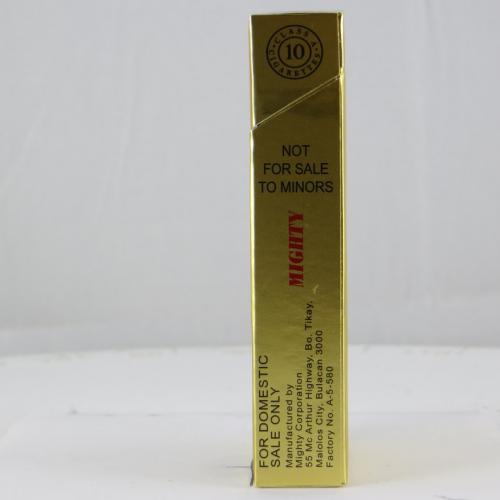 CLASS A
10
CIGARETTES
NOT
FOR SALE
TO MINORS
MIGHTY
FOR DOMESTIC
SALE ONLY
Manufactured by
Mighty Corporation
55 Mc Arthur Highway, Bo. Tikay,
Malolos City, Bulacan 3000
Factory No. A-5-580